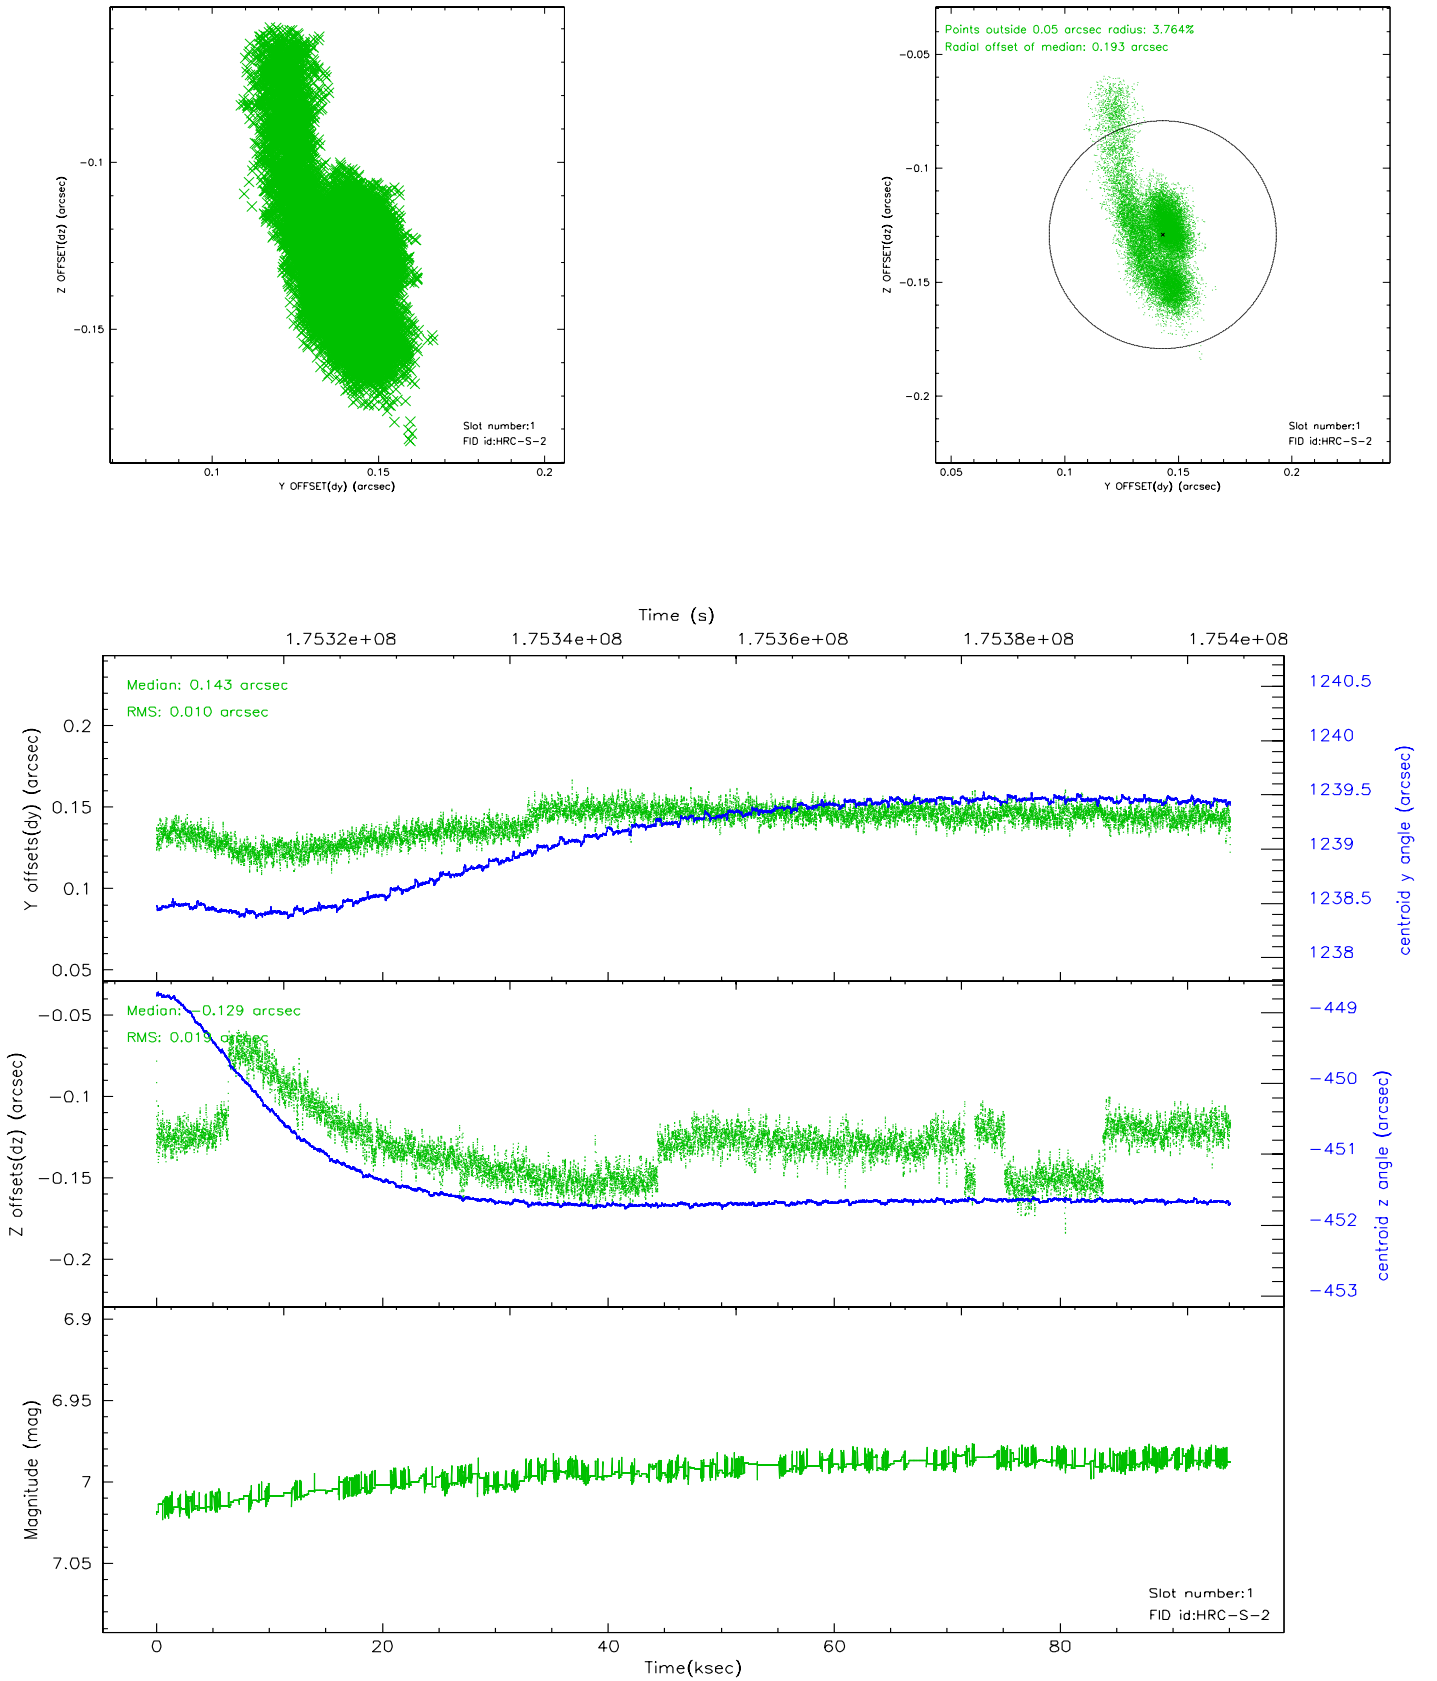 -0.1
-0.15
Z OFFSET(dz) (arcsec)
Slot number:1
FID id:HRC-S-2
0.1
0.15
0.2
Y OFFSET(dy) (arcsec)
Points outside 0.05 arcsec radius: 3.764%
Radial offset of median: 0.193 arcsec
-0.05
-0.1
-0.15
-0.2
Z OFFSET(dz) (arcsec)
Slot number:1
FID id:HRC-S-2
0.05
0.1
0.15
0.2
Y OFFSET(dy) (arcsec)
Time (s)
1.7532e+08
1.7534e+08
1.7536e+08
1.7538e+08
1.754e+08
Median: 0.143 arcsec
RMS: 0.010 arcsec
0.2
0.15
0.1
0.05
Y offsets(dy) (arcsec)
1240.5
1240
1239.5
1239
1238.5
1238
centroid y angle (arcsec)
Median: -0.129 arcsec
RMS: 0.019 arcsec
-0.05
-0.1
-0.15
-0.2
Z offsets(dz) (arcsec)
-449
-450
-451
-452
-453
centroid z angle (arcsec)
6.9
6.95
7
7.05
Magnitude (mag)
Slot number:1
FID id:HRC-S-2
0
20
40
60
80
Time(ksec)